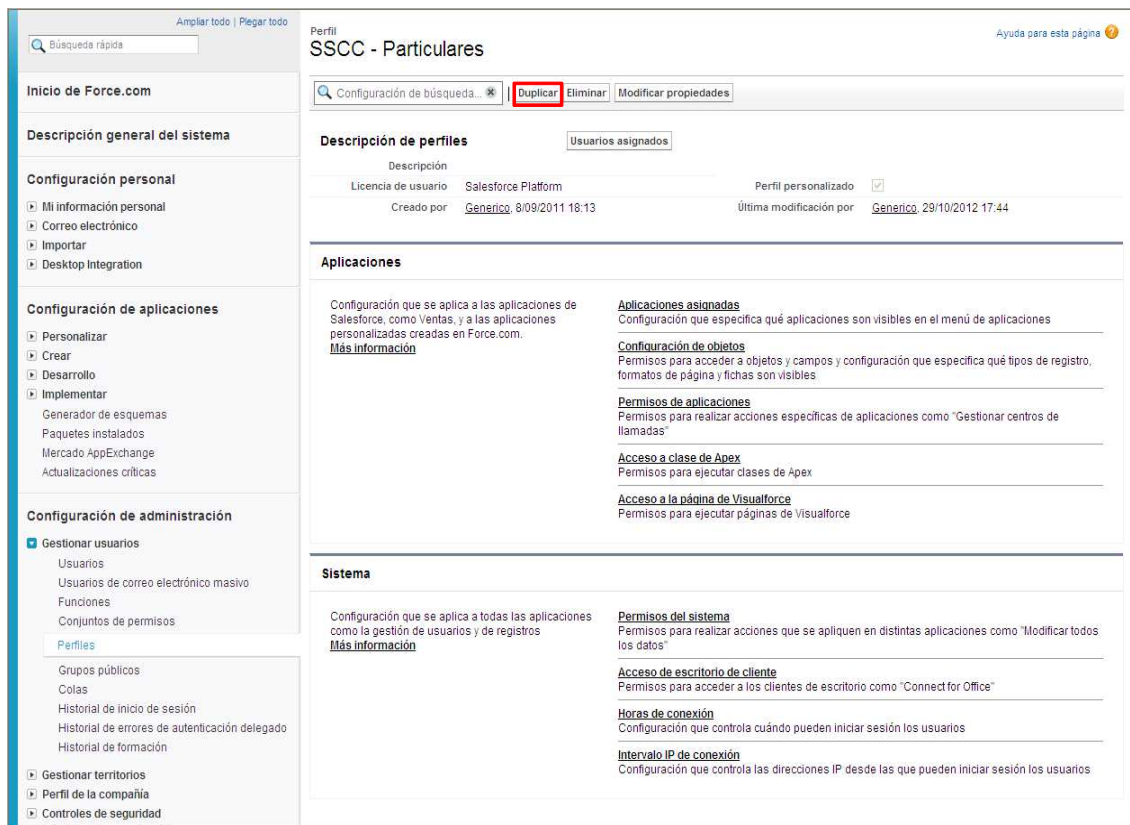 Ampliar todo | Plegar todo
Búsqueda rápida
Inicio de Force.com
Descripción general del sistema
Configuración personal
Mi información personal
Correo electrónico
Importar
Desktop Integration
Configuración de aplicaciones
Personalizar
Crear
Desarrollo
Implementar
Generador de esquemas
Paquetes instalados
Mercado AppExchange
Actualizaciones críticas
Configuración de administración
Gestionar usuarios
Usuarios
Usuarios de correo electrónico masivo
Funciones
Conjuntos de permisos
Perfiles
Grupos públicos
Colas
Historial de inicio de sesión
Historial de errores de autenticación delegado
Historial de formación
Gestionar territorios
Perfil de la compañía
Controles de seguridad
Perfil
SSCC - Particulares
Ayuda para esta página ?
Configuración de búsqueda... | Duplicar Eliminar Modificar propiedades
Descripción de perfiles Usuarios asignados
Descripción
Licencia de usuario Salesforce Platform Perfil personalizado
Creado por Generico, 8/09/2011 18:13 Última modificación por Generico, 29/10/2012 17:44
Aplicaciones
Configuración que se aplica a las aplicaciones de
Salesforce, como Ventas, y a las aplicaciones
personalizadas creadas en Force.com.
Más información
Aplicaciones asignadas
Configuración que especifica qué aplicaciones son visibles en el menú de aplicaciones
Configuración de objetos
Permisos para acceder a objetos y campos y configuración que especifica qué tipos de registro,
formatos de página y fichas son visibles
Permisos de aplicaciones
Permisos para realizar acciones específicas de aplicaciones como "Gestionar centros de
llamadas"
Acceso a clase de Apex
Permisos para ejecutar clases de Apex
Acceso a la página de Visualforce
Permisos para ejecutar páginas de Visualforce
Sistema
Configuración que se aplica a todas las aplicaciones
como la gestión de usuarios y de registros
Más información
Permisos del sistema
Permisos para realizar acciones que se apliquen en distintas aplicaciones como "Modificar todos
los datos"
Acceso de escritorio de cliente
Permisos para acceder a los clientes de escritorio como "Connect for Office"
Horas de conexión
Configuración que controla cuándo pueden iniciar sesión los usuarios
Intervalo IP de conexión
Configuración que controla las direcciones IP desde las que pueden iniciar sesión los usuarios